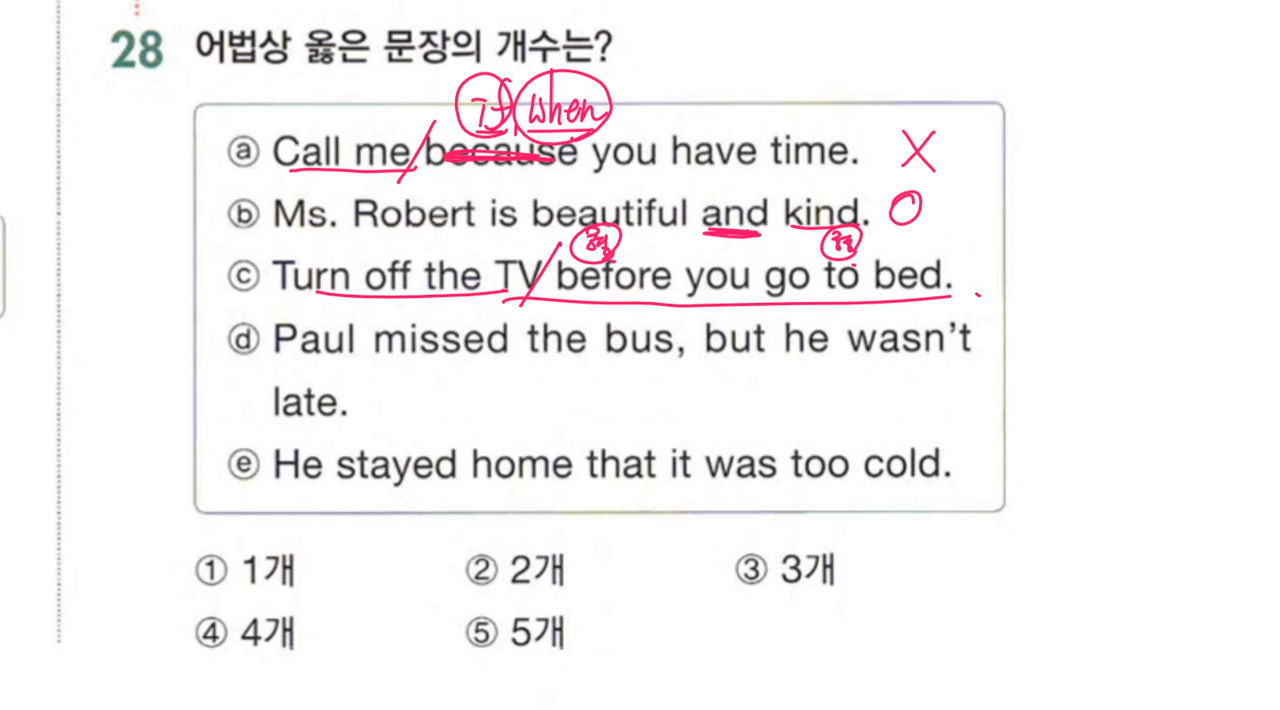 28 어법상 옳은 문장의 개수는?
If, when
ⓐ Call me because you have time. X
ⓑ Ms. Robert is beautiful and kind. O
ⓒ Turn off the TV before you go to bed.
ⓓ Paul missed the bus, but he wasn't
late.
ⓔ He stayed home that it was too cold.
① 1개 ② 2개 ③ 3개
④ 4개 ⑤ 5개